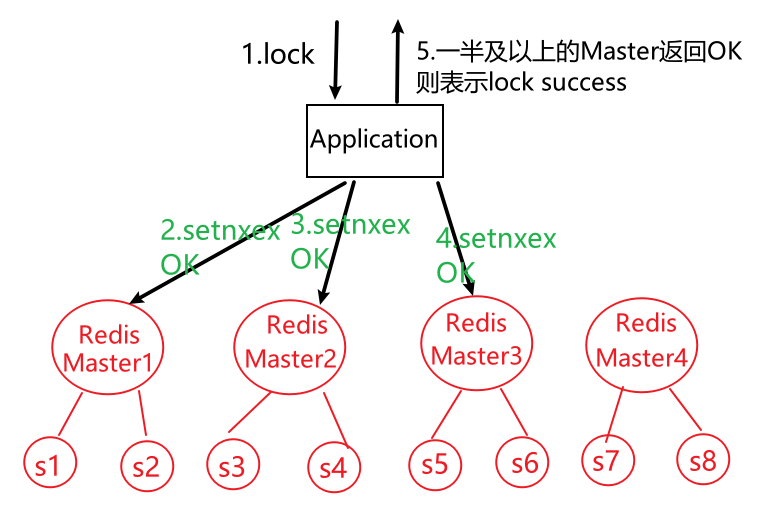 1.lock
5.一半及以上的Master返回OK
则表示lock success
Application
2.setnxex
OK
3.setnxex
OK
4.setnxex
OK
Redis
Master1
Redis
Master2
Redis
Master3
Redis
Master4
s1
s2
s3
s4
s5
s6
s7
s8